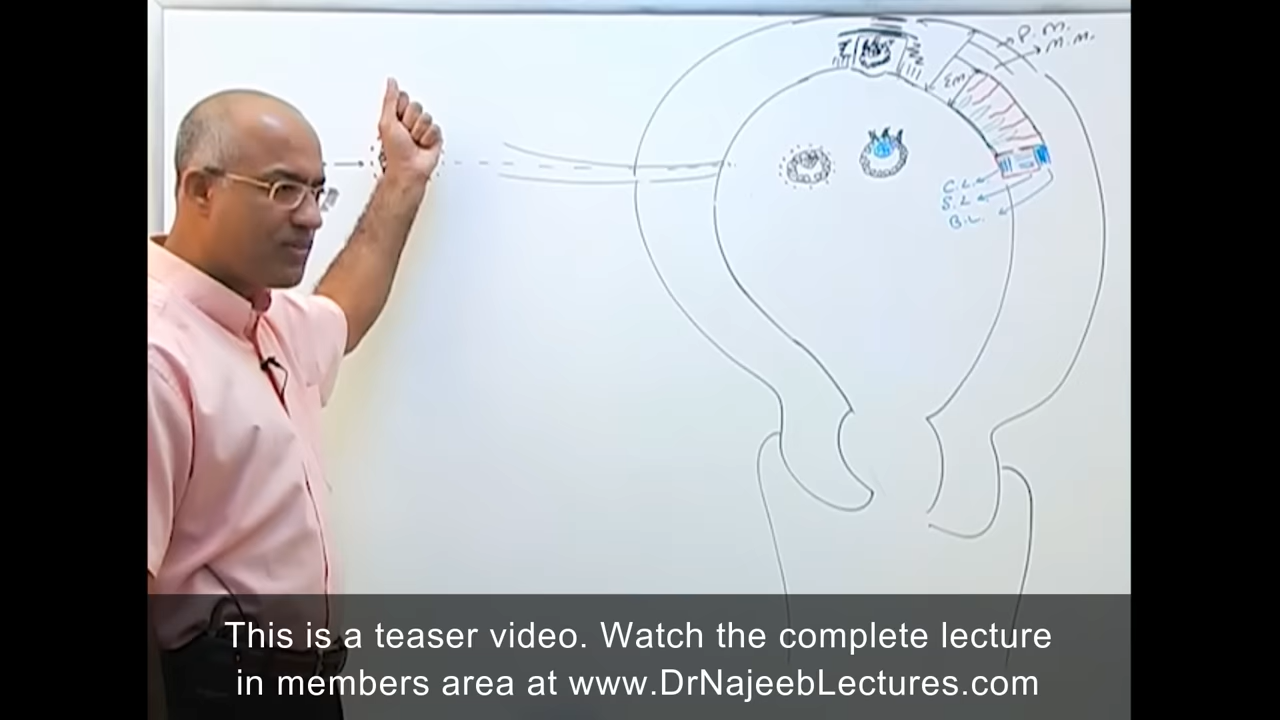 P.M.
M.M.
Em
C.L.
S.L
B.L.
This is a teaser video. Watch the complete lecture
in members area at www.DrNajeebLectures.com